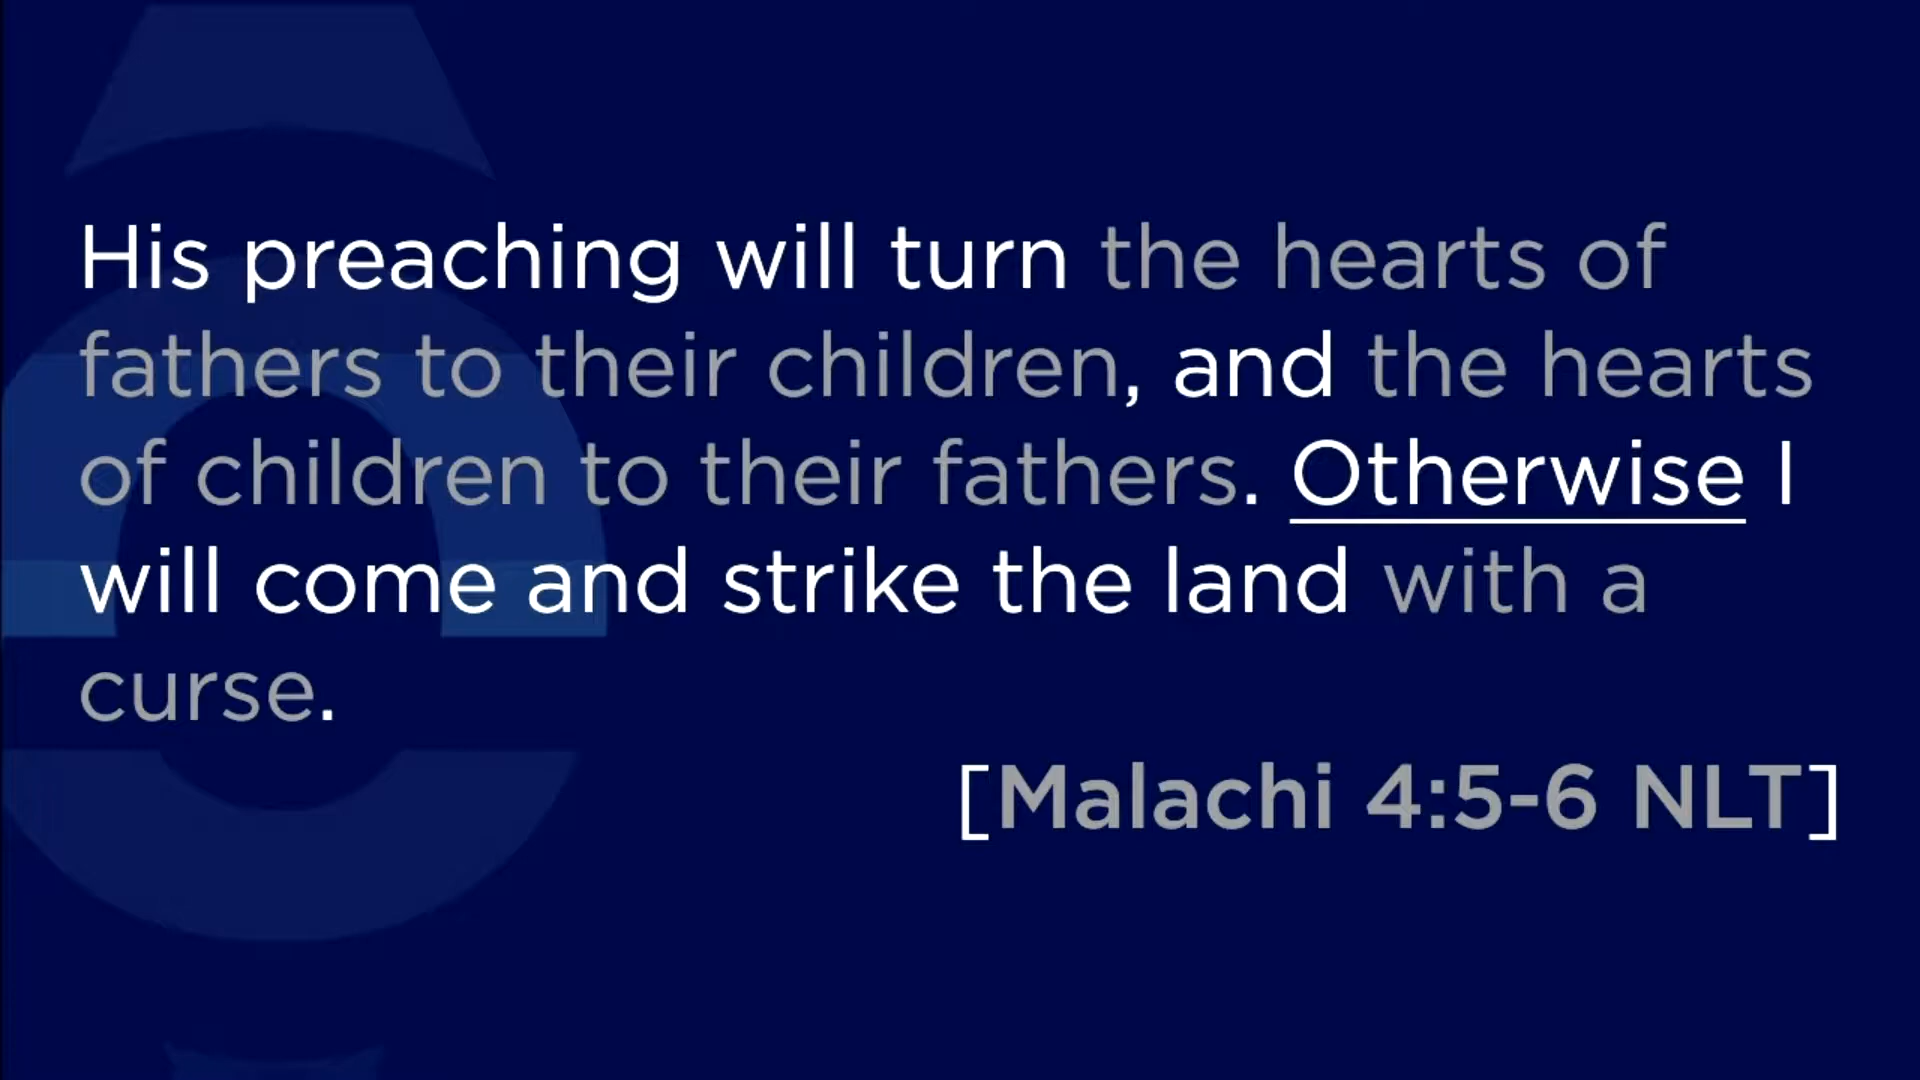 His preaching will turn the hearts of
fathers to their children, and the hearts
of children to their fathers. Otherwise I
will come and strike the land with a
curse.
[Malachi 4:5-6 NLT]